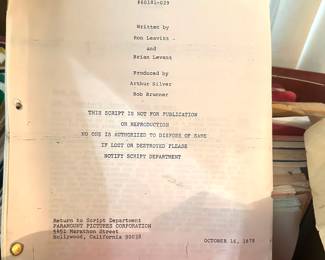 #60181-029
Written by
Ron Leavitt
and
Brian Levant
Produced by
Arthur Silver
Bob Brunner
THIS SCRIPT IS NOT FOR PUBLICATION
OR REPRODUCTION
NO ONE IS AUTHORIZED TO DISPOSE OF SAME
IF LOST OR DESTROYED PLEASE
NOTIFY SCRIPT DEPARTMENT
Return to Script Department
PARAMOUNT PICTURES CORPORATION
5451 Marathon Street
Hollywood, California 90038
OCTOBER 16, 1978